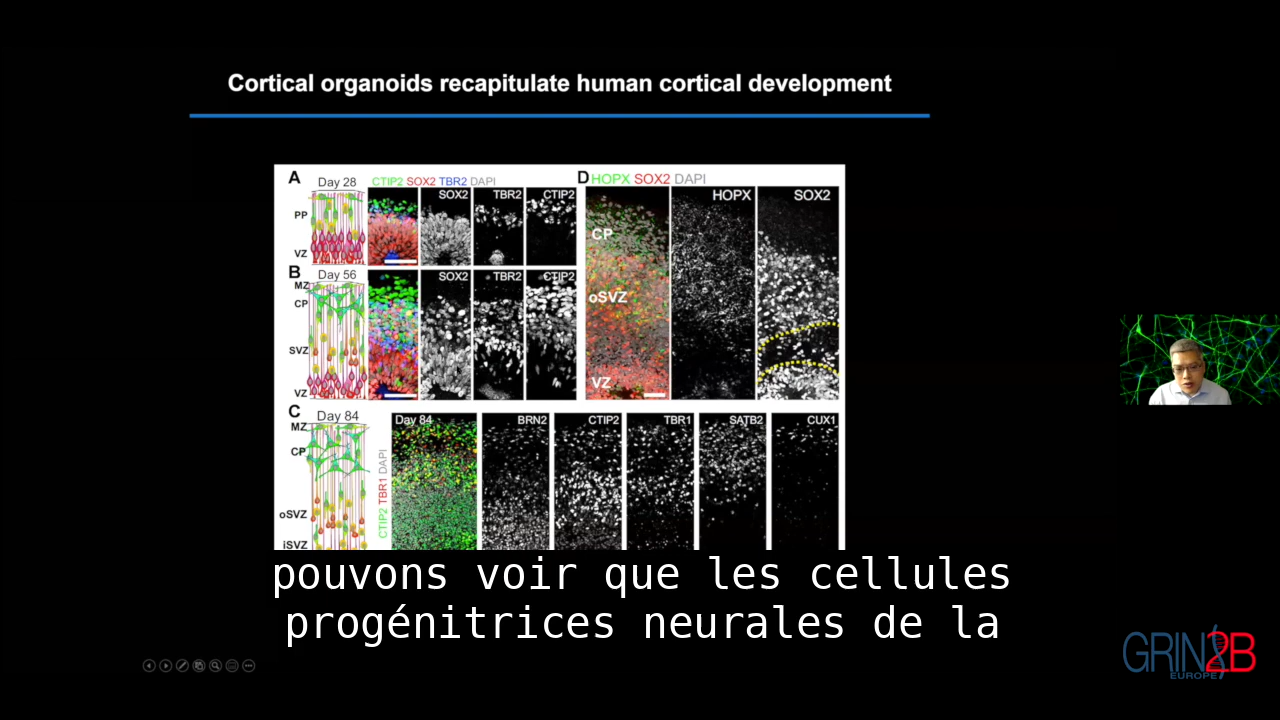 Cortical organoids recapitulate human cortical development
A
Day 28
CTIP2 SOX2 TBR2 DAPI
SOX2
TBR2
CTIP2
PP
VZ
B
Day 56
SOX2
TBR2
CTIP2
MZ
CP
SVZ
VZ
D
HOPX SOX2 DAPI
HOPX
SOX2
CP
oSVZ
VZ
C
Day 84
MZ
CP
oSVZ
iSVZ
CTIP2 TBR1 DAPI
Day 84
BRN2
CTIP2
TBR1
SATB2
CUX1
pouvons voir que les cellules
progénitrices neurales de la
GRIN2B
EUROPE